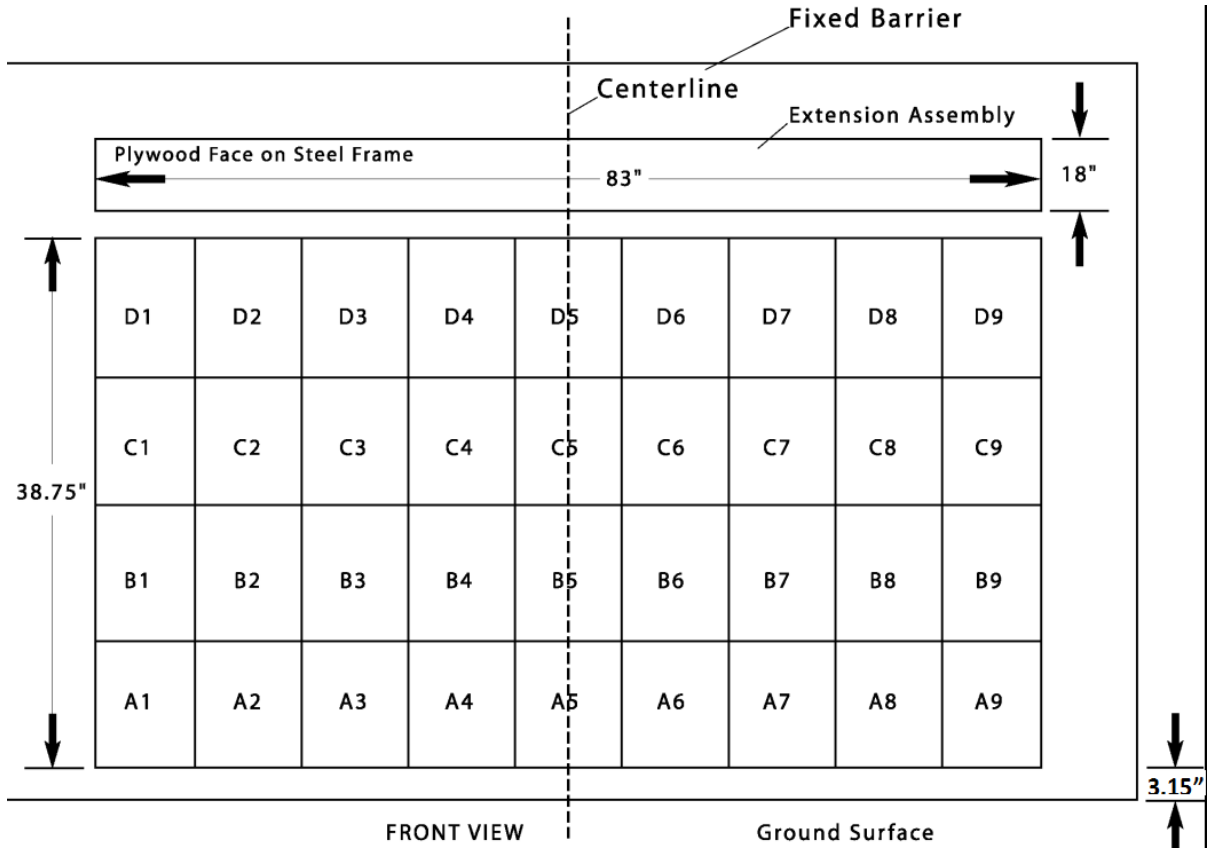 Fixed Barrier
Centerline
Extension Assembly
Plywood Face on Steel Frame
83"
18"
D1 D2 D3 D4 D5 D6 D7 D8 D9
C1 C2 C3 C4 C5 C6 C7 C8 C9
38.75"
B1 B2 B3 B4 B5 B6 B7 B8 B9
A1 A2 A3 A4 A5 A6 A7 A8 A9
3.15”
FRONT VIEW Ground Surface